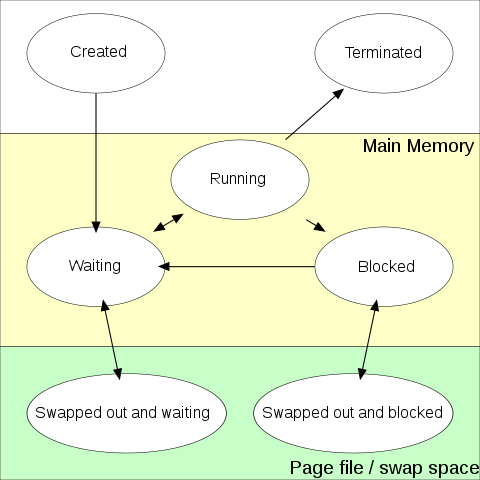 Created
Terminated
Main Memory
Running
Waiting
Blocked
Swapped out and waiting
Swapped out and blocked
Page file / swap space